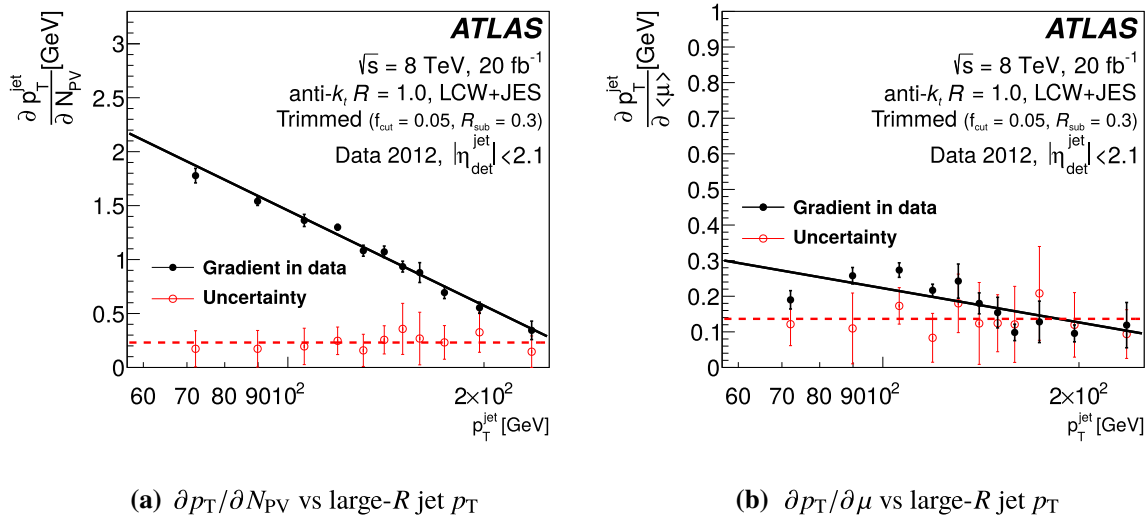 ATLAS
√s = 8 TeV, 20 fb⁻¹
anti-kₜ R = 1.0, LCW+JES
Trimmed (f_cut = 0.05, R_sub = 0.3)
Data 2012, |η_det^jet|<2.1
∂ p_T^jet / ∂ N_PV [GeV]
3
2.5
2
1.5
1
0.5
0
Gradient in data
Uncertainty
60 70 80 90 10² 2×10²
p_T^jet [GeV]
(a) ∂p_T/∂N_PV vs large-R jet p_T
ATLAS
√s = 8 TeV, 20 fb⁻¹
anti-kₜ R = 1.0, LCW+JES
Trimmed (f_cut = 0.05, R_sub = 0.3)
Data 2012, |η_det^jet|<2.1
∂ p_T^jet / ∂ <μ> [GeV]
1
0.9
0.8
0.7
0.6
0.5
0.4
0.3
0.2
0.1
0
Gradient in data
Uncertainty
60 70 80 90 10² 2×10²
p_T^jet [GeV]
(b) ∂p_T/∂μ vs large-R jet p_T